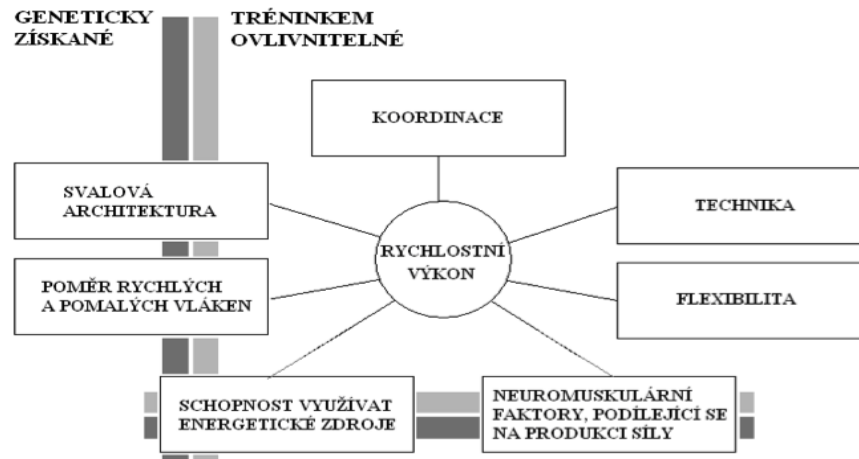 GENETICKY
ZÍSKANÉ
TRÉNINKEM
OVLIVNITELNÉ
KOORDINACE
SVALOVÁ
ARCHITEKTURA
TECHNIKA
RYCHLOSTNÍ
VÝKON
POMĚR RYCHLÝCH
A POMALÝCH VLÁKEN
FLEXIBILITA
SCHOPNOST VYUŽÍVAT
ENERGETICKÉ ZDROJE
NEUROMUSKULÁRNÍ
FAKTORY, PODÍLEJÍCÍ SE
NA PRODUKCI SÍLY